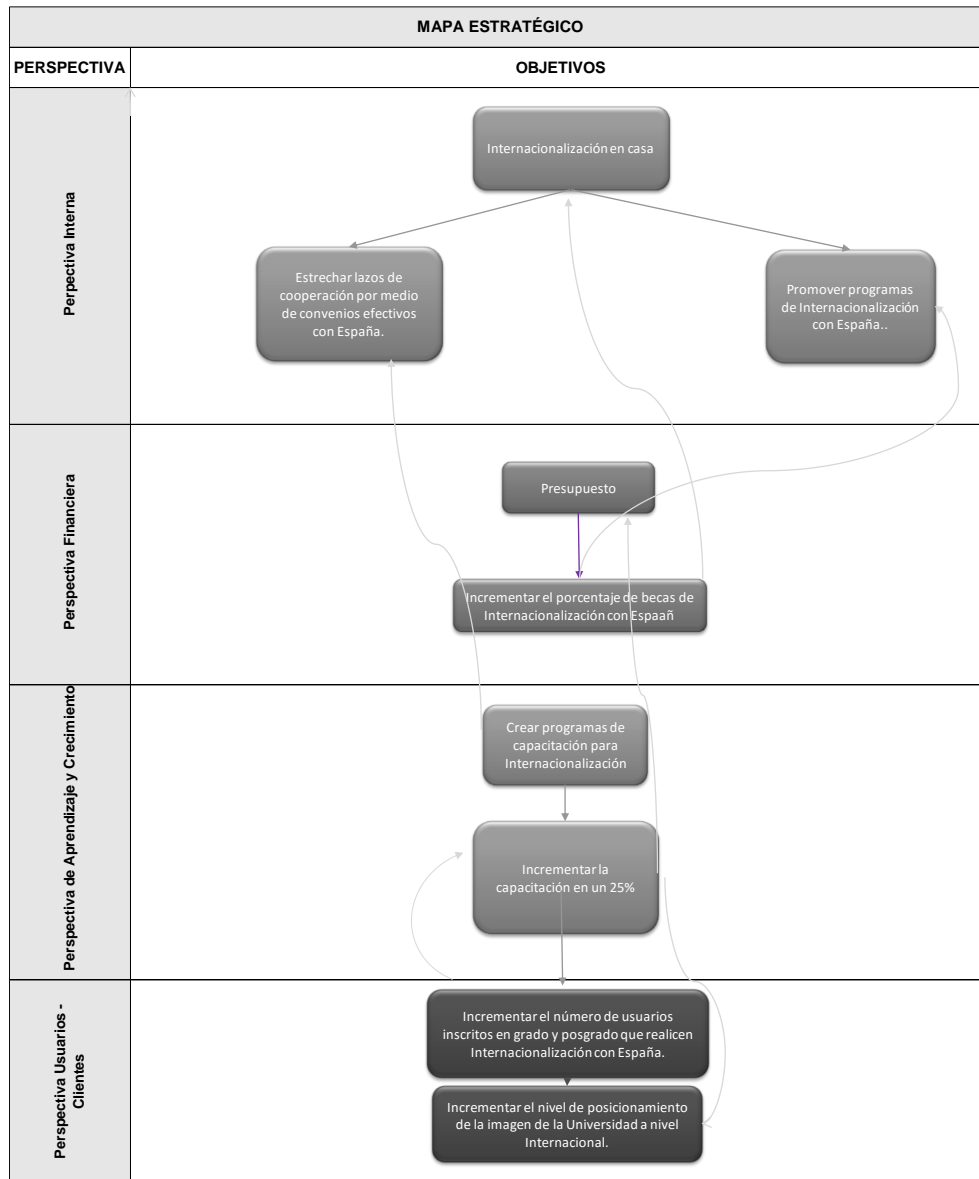 MAPA ESTRATÉGICO
PERSPECTIVA
OBJETIVOS
Perpectiva Interna
Internacionalización en casa
Estrechar lazos de
cooperación por medio
de convenios efectivos
con España.
Promover programas
de Internacionalización
con España..
Perspectiva Financiera
Presupuesto
Incrementar el porcentaje de becas de
Internacionalización con Espaañ
Perspectiva de Aprendizaje y Crecimiento
Crear programas de
capacitación para
Internacionalización
Incrementar la
capacitación en un 25%
Perspectiva Usuarios -
Clientes
Incrementar el número de usuarios
inscritos en grado y posgrado que realicen
Internacionalización con España.
Incrementar el nivel de posicionamiento
de la imagen de la Universidad a nivel
Internacional.